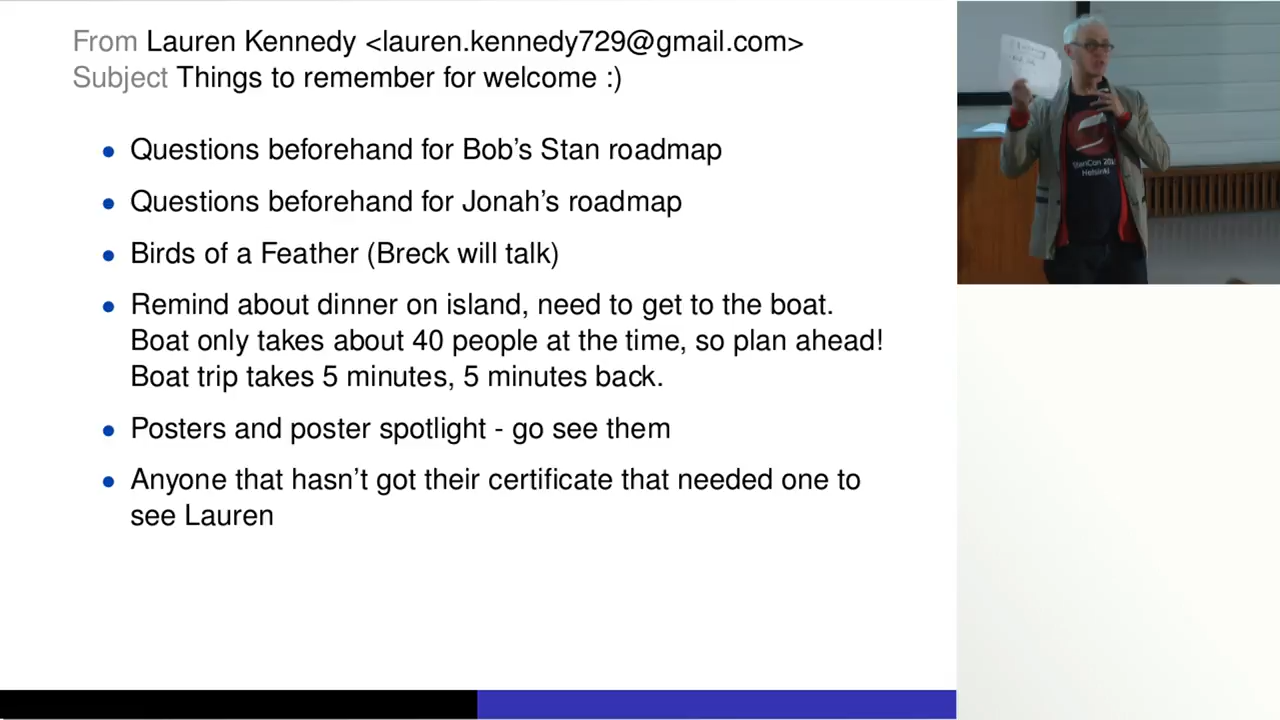 From Lauren Kennedy <lauren.kennedy729@gmail.com>
Subject Things to remember for welcome :)
• Questions beforehand for Bob's Stan roadmap
• Questions beforehand for Jonah's roadmap
• Birds of a Feather (Breck will talk)
• Remind about dinner on island, need to get to the boat.
Boat only takes about 40 people at the time, so plan ahead!
Boat trip takes 5 minutes, 5 minutes back.
• Posters and poster spotlight - go see them
• Anyone that hasn't got their certificate that needed one to
see Lauren
StanCon
Helsinki